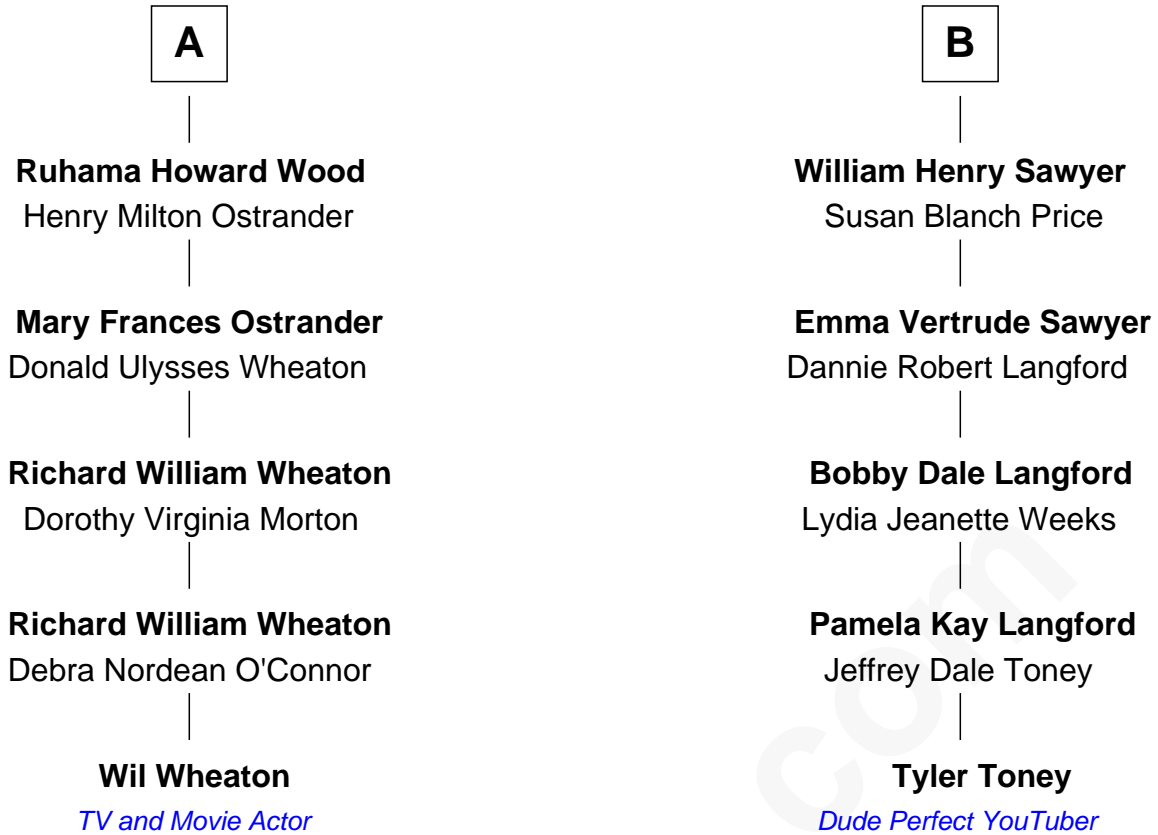 A
Ruhama Howard Wood
Henry Milton Ostrander
Mary Frances Ostrander
Donald Ulysses Wheaton
Richard William Wheaton
Dorothy Virginia Morton
Richard William Wheaton
Debra Nordean O'Connor
Wil Wheaton
TV and Movie Actor
B
William Henry Sawyer
Susan Blanch Price
Emma Vertrude Sawyer
Dannie Robert Langford
Bobby Dale Langford
Lydia Jeanette Weeks
Pamela Kay Langford
Jeffrey Dale Toney
Tyler Toney
Dude Perfect YouTuber
com